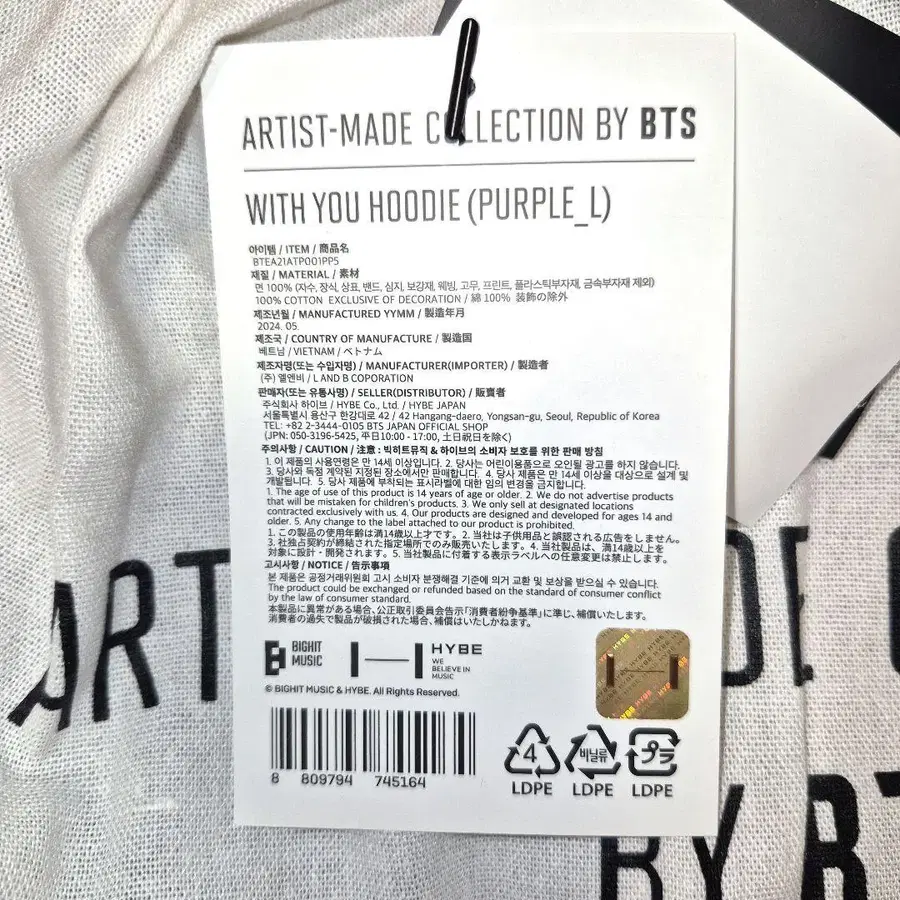 ARTIST-MADE COLLECTION BY BTS
WITH YOU HOODIE (PURPLE_L)
아이템 / ITEM / 商品名
BTEA21ATP001PP5
재질 / MATERIAL / 素材
면 100% (자수, 장식, 상표, 밴드, 심지, 보강재, 웨빙, 고무, 프린트, 플라스틱부자재, 금속부자재 제외)
100% COTTON EXCLUSIVE OF DECORATION / 綿 100% 装飾の除外
제조년월 / MANUFACTURED YYMM / 製造年月
2024. 05.
제조국 / COUNTRY OF MANUFACTURE / 製造国
베트남 / VIETNAM / ベトナム
제조자명(또는 수입자명) / MANUFACTURER(IMPORTER) / 製造者
(주) 엘엔비 / L AND B COPORATION
판매자(또는 유통사명) / SELLER(DISTRIBUTOR) / 販賣者
주식회사 하이브 / HYBE Co., Ltd. / HYBE JAPAN
서울특별시 용산구 한강대로 42 / 42 Hangang-daero, Yongsan-gu, Seoul, Republic of Korea
TEL: +82 2-3444-0105 BTS JAPAN OFFICIAL SHOP
(JPN: 050-3196-5425, 平日10:00 - 17:00, 土日祝日を除く)
주의사항 / CAUTION / 注意 : 빅히트뮤직 & 하이브의 소비자 보호를 위한 판매 방침
1. 이 제품의 사용연령은 만 14세 이상입니다. 2. 당사는 어린이용품으로 오인될 광고를 하지 않습니다.
3. 당사와 독점 계약된 지정된 장소에서만 판매합니다. 4. 당사 제품은 만 14세 이상을 대상으로 설계 및
개발됩니다. 5. 당사 제품에 부착되는 표시라벨에 대한 임의 변경을 금지합니다.
1. The age of use of this product is 14 years of age or older. 2. We do not advertise products
that will be mistaken for children's products. 3. We only sell at designated locations
contracted exclusively with us. 4. Our products are designed and developed for ages 14 and
older. 5. Any change to the label attached to our product is prohibited.
1. この製品の使用年齢は満14歳以上才です。2. 当社は子供用品と誤認される広告をしません。
3. 社独占契約が締結された指定場所でのみ販売いたします。4. 当社製品は、満14歳以上を
対象に設計・開発されます。5. 当社製品に付着する表示ラベルへの任意変更は禁止します。
고시사항 / NOTICE / 告示事項
본 제품은 공정거래위원회 고시 소비자 분쟁해결 기준에 의거 교환 및 보상을 받으실 수 있습니다.
The product could be exchanged or refunded based on the standard of consumer conflict
by the law of consumer standard.
本製品に異常がある場合、公正取引委員会告示「消費者紛争基準」に準じ、補償いたします。
消費者の過失で製品が破損された場合、補償はいたしかねます。
BIGHIT MUSIC
HYBE
WE BELIEVE IN MUSIC
© BIGHIT MUSIC & HYBE. All Rights Reserved.
HYBE
8 809794 745164
4 비닐류 プラ
LDPE LDPE LDPE
ART
DE
BY BT